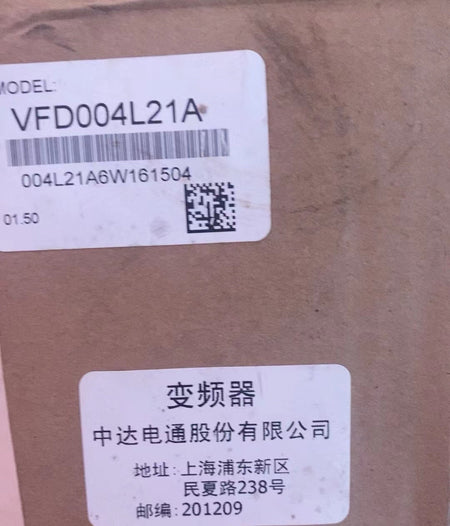 MODEL:
VFD004L21A
004L21A6W161504
01.50
变频器
中达电通股份有限公司
地址:上海浦东新区
民夏路238号
邮编:201209